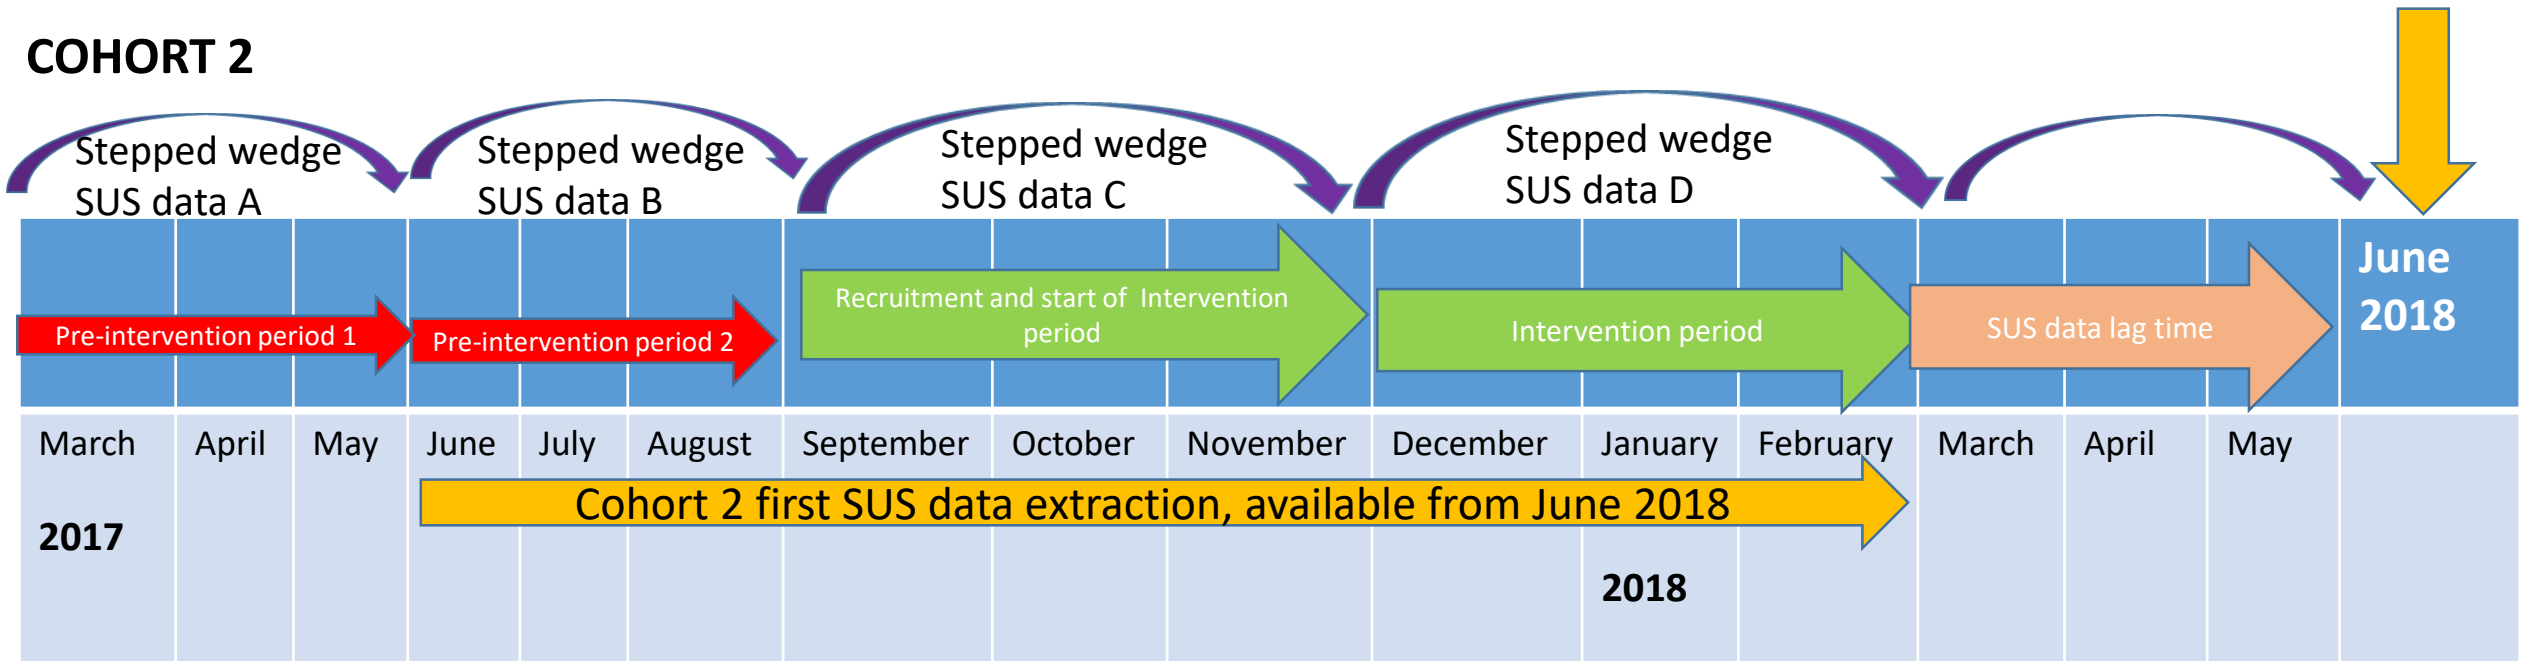 COHORT 2
Stepped wedge
SUS data A
Stepped wedge
SUS data B
Stepped wedge
SUS data C
Stepped wedge
SUS data D
Pre-intervention period 1
Pre-intervention period 2
Recruitment and start of Intervention
period
Intervention period
SUS data lag time
June
2018
March
April
May
June
July
August
September
October
November
December
January
February
March
April
May
Cohort 2 first SUS data extraction, available from June 2018
2017
2018